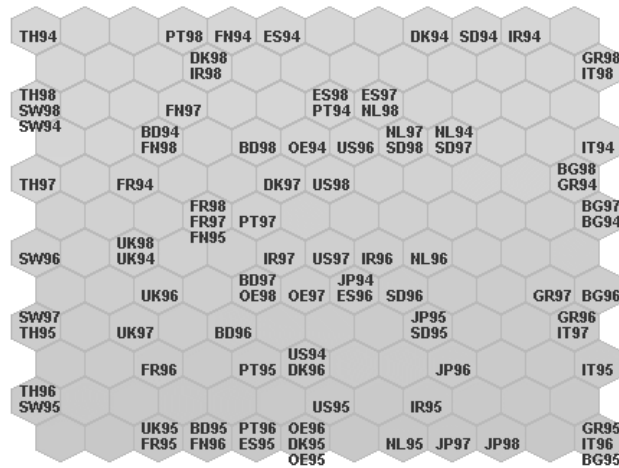 TH94 PT98 FN94 ES94 DK94 SD94 IR94
DK98 GR98
IR98 IT98
TH98 ES98 ES97
SW98 FN97 PT94 NL98
SW94
BD94 NL97 NL94
FN98 BD98 OE94 US96 SD98 SD97 IT94
BG98
TH97 FR94 DK97 US98 GR94
FR98 BG97
FR97 PT97 BG94
FN95
UK98
SW96 UK94 IR97 US97 IR96 NL96
BD97 JP94
UK96 OE98 OE97 ES96 SD96 GR97 BG96
SW97 JP95 GR96
TH95 UK97 BD96 SD95 IT97
US94
FR96 PT95 DK96 JP96 IT95
TH96
SW95 US95 IR95
UK95 BD95 PT96 OE96 GR95
FR95 FN96 ES95 DK95 NL95 JP97 JP98 IT96
OE95 BG95